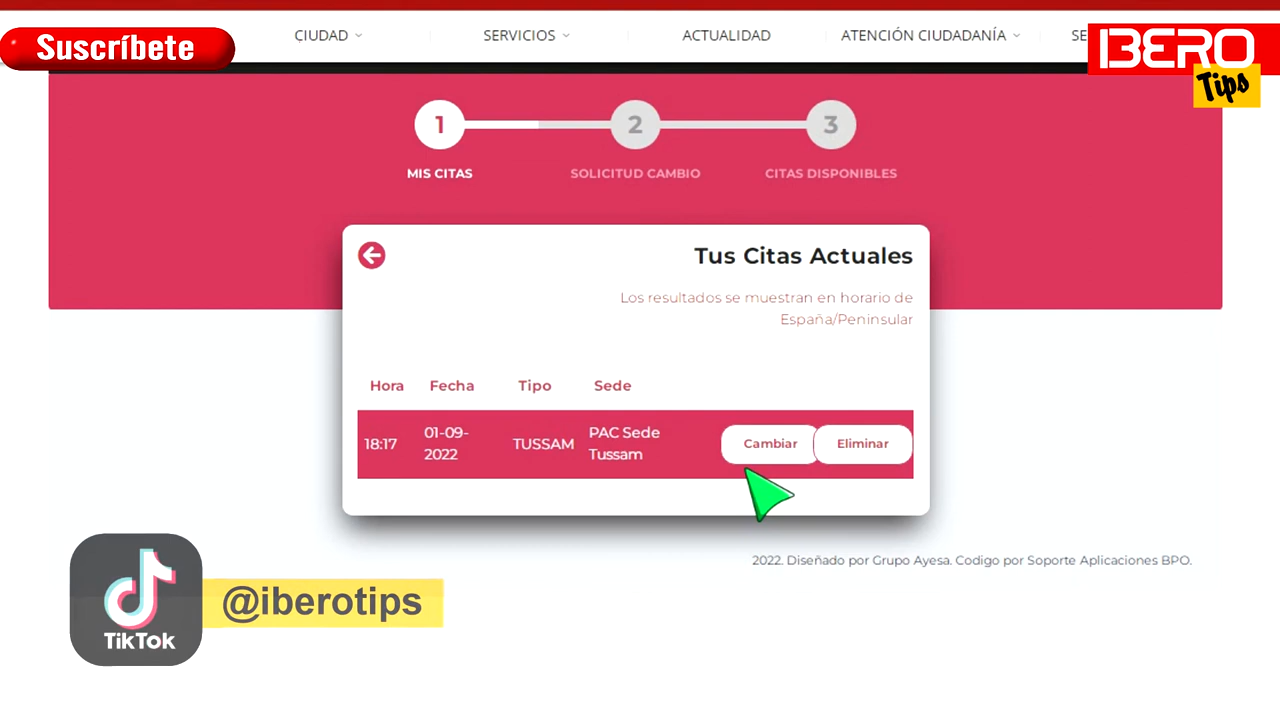 Suscríbete
CIUDAD
SERVICIOS
ACTUALIDAD
ATENCIÓN CIUDADANÍA
SE
IBERO
Tips
1
2
3
MIS CITAS
SOLICITUD CAMBIO
CITAS DISPONIBLES
Tus Citas Actuales
Los resultados se muestran en horario de
España/Peninsular
Hora Fecha Tipo Sede
18:17 01-09-2022 TUSSAM PAC Sede Tussam Cambiar Eliminar
2022. Diseñado por Grupo Ayesa. Codigo por Soporte Aplicaciones BPO.
TikTok
@iberotips